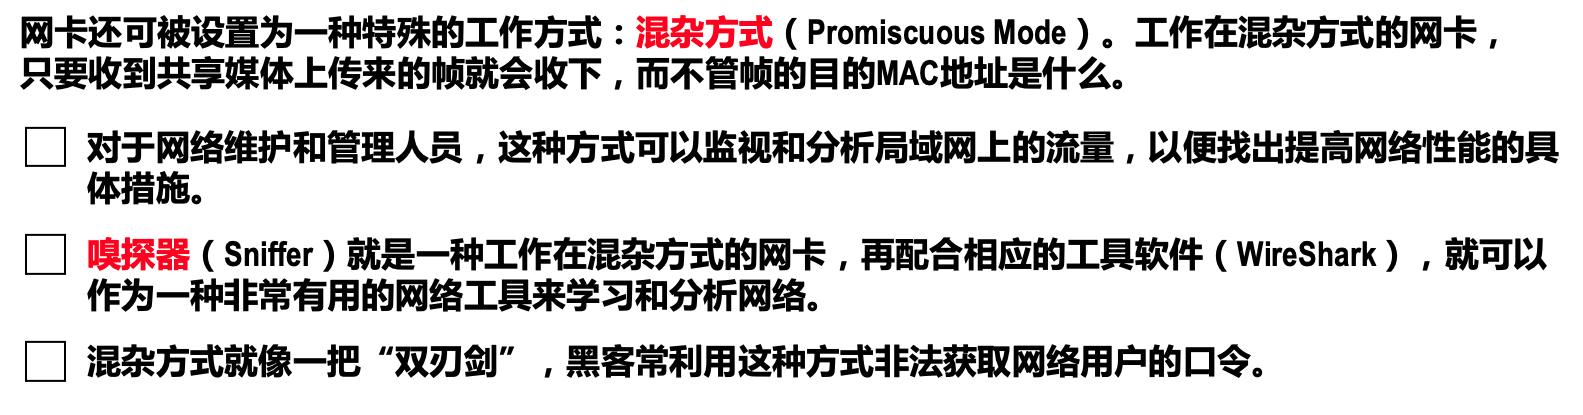 网卡还可被设置为一种特殊的工作方式：混杂方式（Promiscuous Mode）。工作在混杂方式的网卡，
只要收到共享媒体上传来的帧就会收下，而不管帧的目的MAC地址是什么。
对于网络维护和管理人员，这种方式可以监视和分析局域网上的流量，以便找出提高网络性能的具
体措施。
嗅探器（Sniffer）就是一种工作在混杂方式的网卡，再配合相应的工具软件（WireShark），就可以
作为一种非常有用的网络工具来学习和分析网络。
混杂方式就像一把“双刃剑”，黑客常利用这种方式非法获取网络用户的口令。